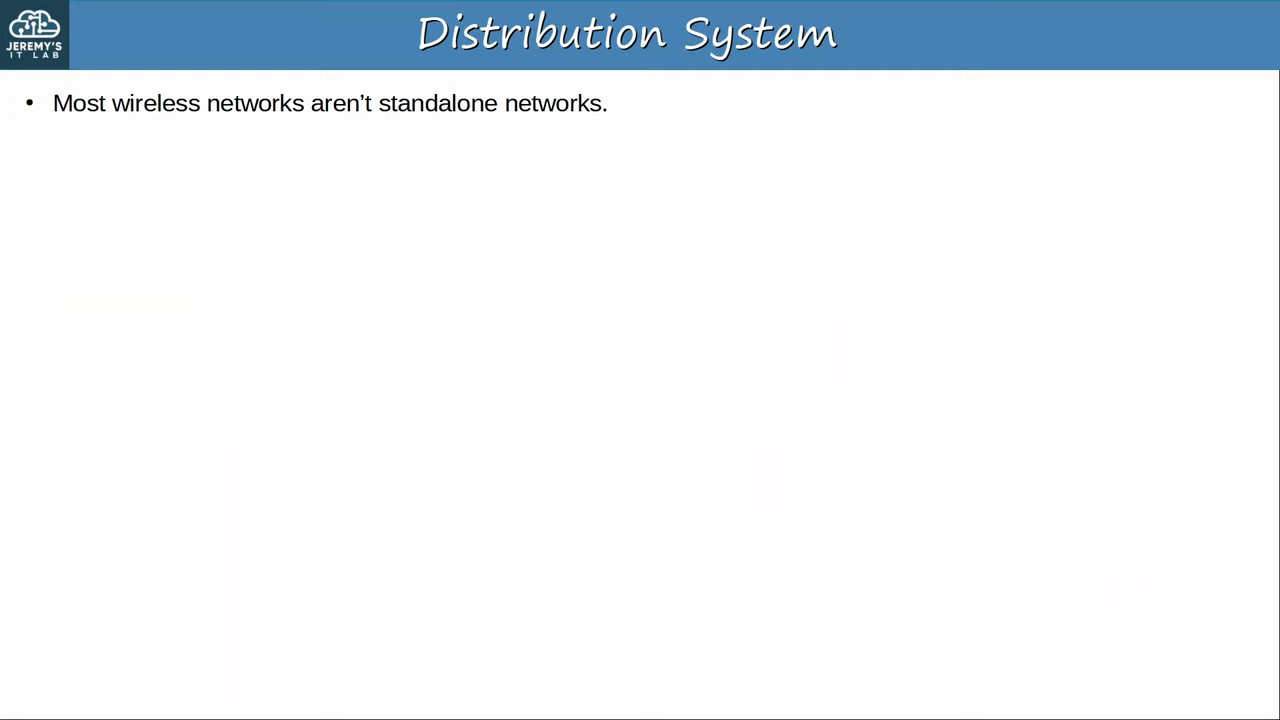 JEREMY'S
IT LAB
Distribution System
• Most wireless networks aren’t standalone networks.